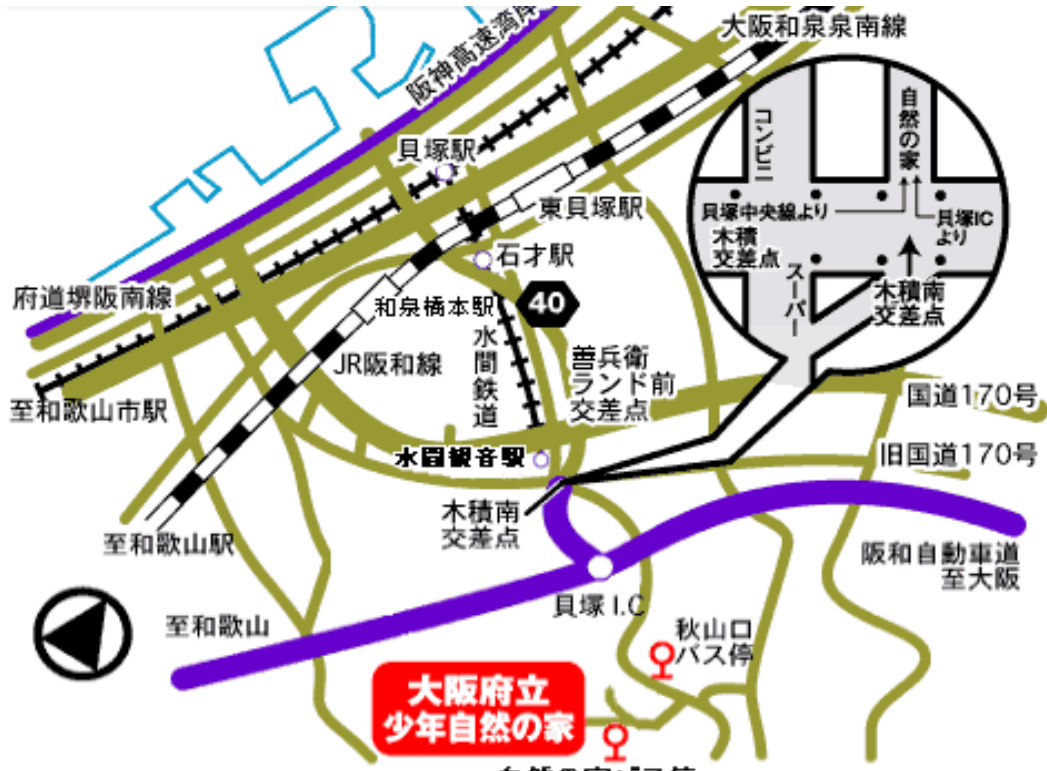 大阪和泉泉南線
阪神高速湾岸
自然の家
コンビニ
貝塚駅
貝塚中央線より
貝塚IC
より
東貝塚駅
木積
交差点
石才駅
スーパー
木積南
交差点
府道堺阪南線
和泉橋本駅
40
水間鉄道
善兵衛
ランド前
交差点
JR阪和線
至和歌山市駅
国道170号
水間観音駅
旧国道170号
木積南
交差点
至和歌山駅
阪和自動車道
至大阪
貝塚I.C
至和歌山
秋山口
バス停
大阪府立
少年自然の家